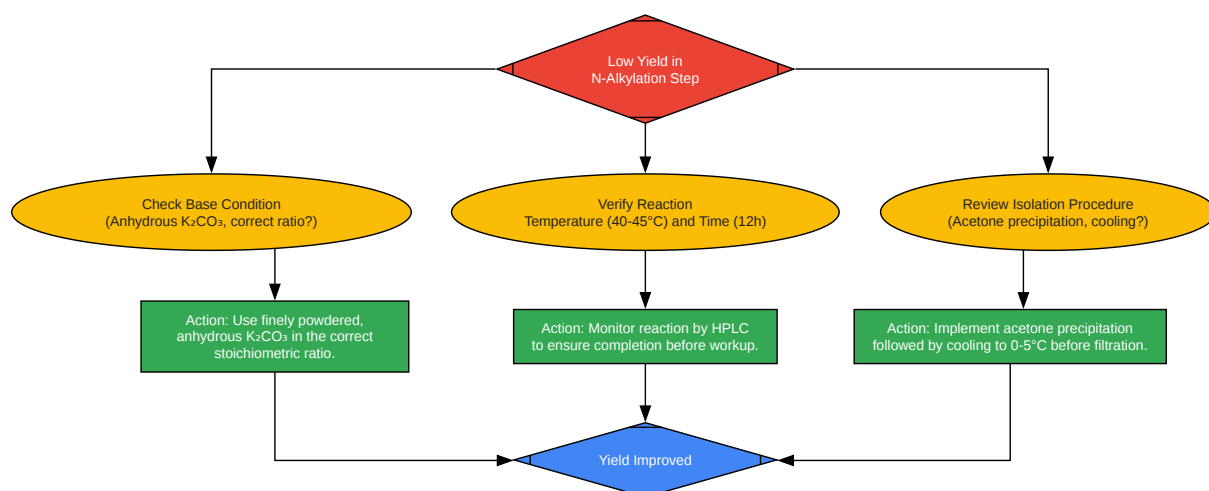 Low Yield in
N-Alkylation Step
Check Base Condition
(Anhydrous K₂CO₃, correct ratio?)
Verify Reaction
Temperature (40-45°C) and Time (12h)
Review Isolation Procedure
(Acetone precipitation, cooling?)
Action: Use finely powdered,
anhydrous K₂CO₃ in the correct
stoichiometric ratio.
Action: Monitor reaction by HPLC
to ensure completion before workup.
Action: Implement acetone precipitation
followed by cooling to 0-5°C before filtration.
Yield Improved